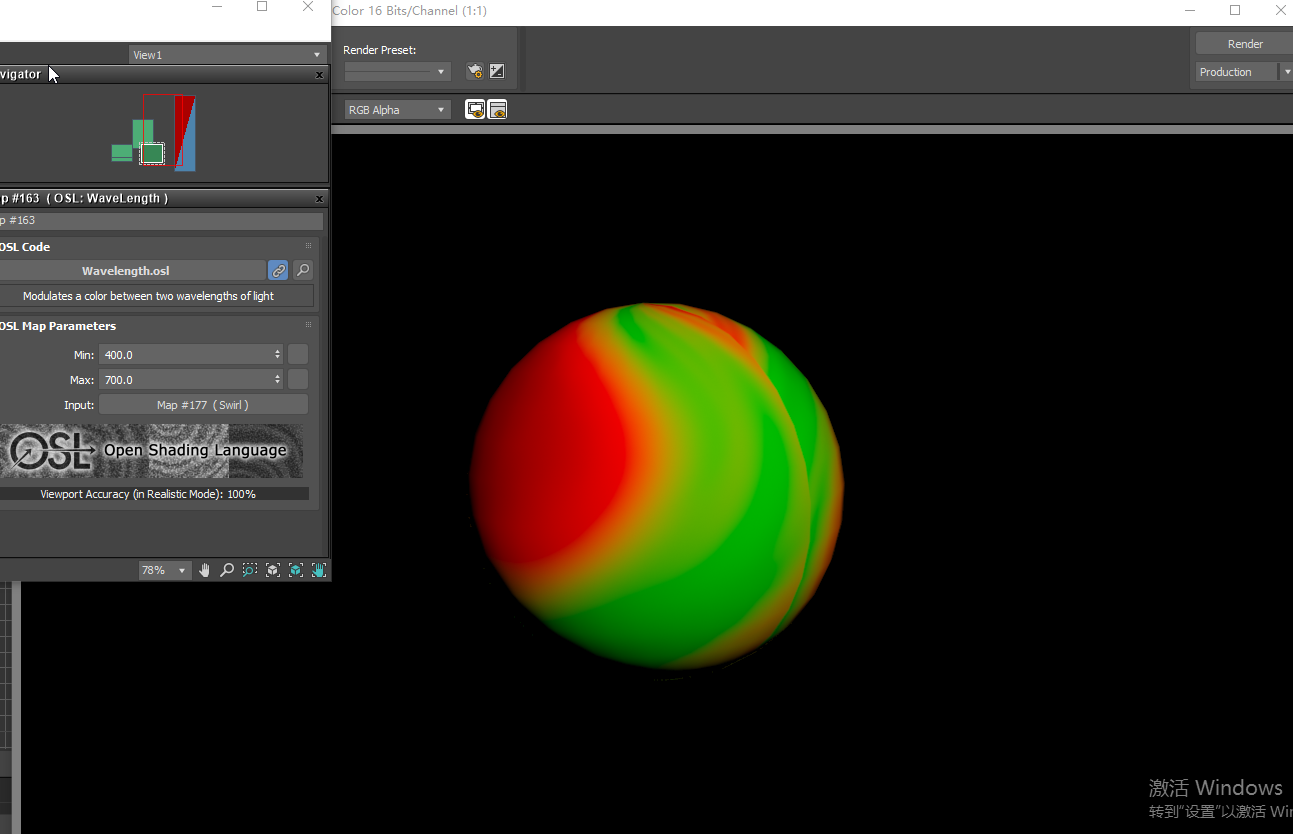 Color 16 Bits/Channel (1:1)
View1
Render Preset:
Render
Production
vigator
RGB Alpha
p #163 ( OSL: WaveLength )
p #163
OSL Code
Wavelength.osl
Modulates a color between two wavelengths of light
OSL Map Parameters
Min: 400.0
Max: 700.0
Input: Map #177 ( Swirl )
OSL Open Shading Language
Viewport Accuracy (in Realistic Mode): 100%
78%
激活 Windows
转到“设置”以激活 Win